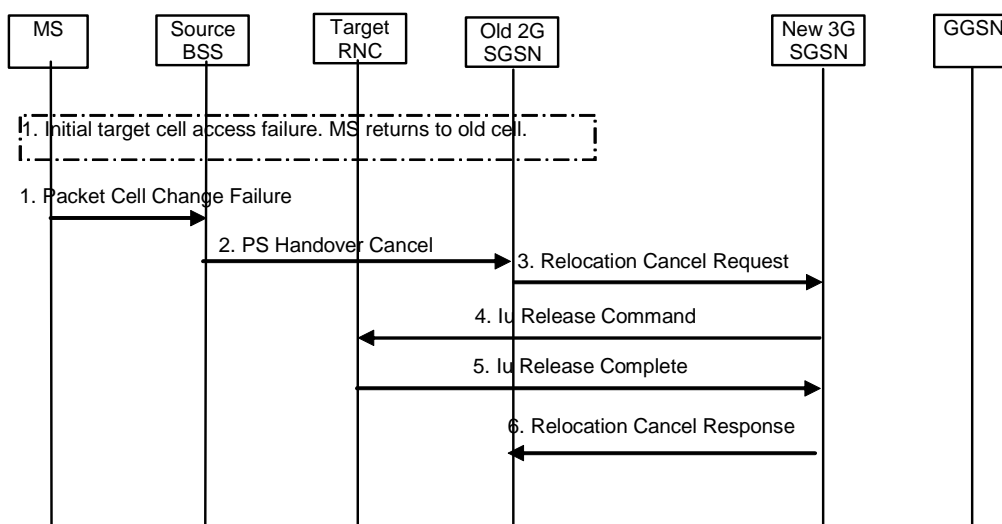 MS
Source
BSS
Target
RNC
Old 2G
SGSN
New 3G
SGSN
GGSN
1. Initial target cell access failure. MS returns to old cell.
1. Packet Cell Change Failure
2. PS Handover Cancel
3. Relocation Cancel Request
4. Iu Release Command
5. Iu Release Complete
6. Relocation Cancel Response